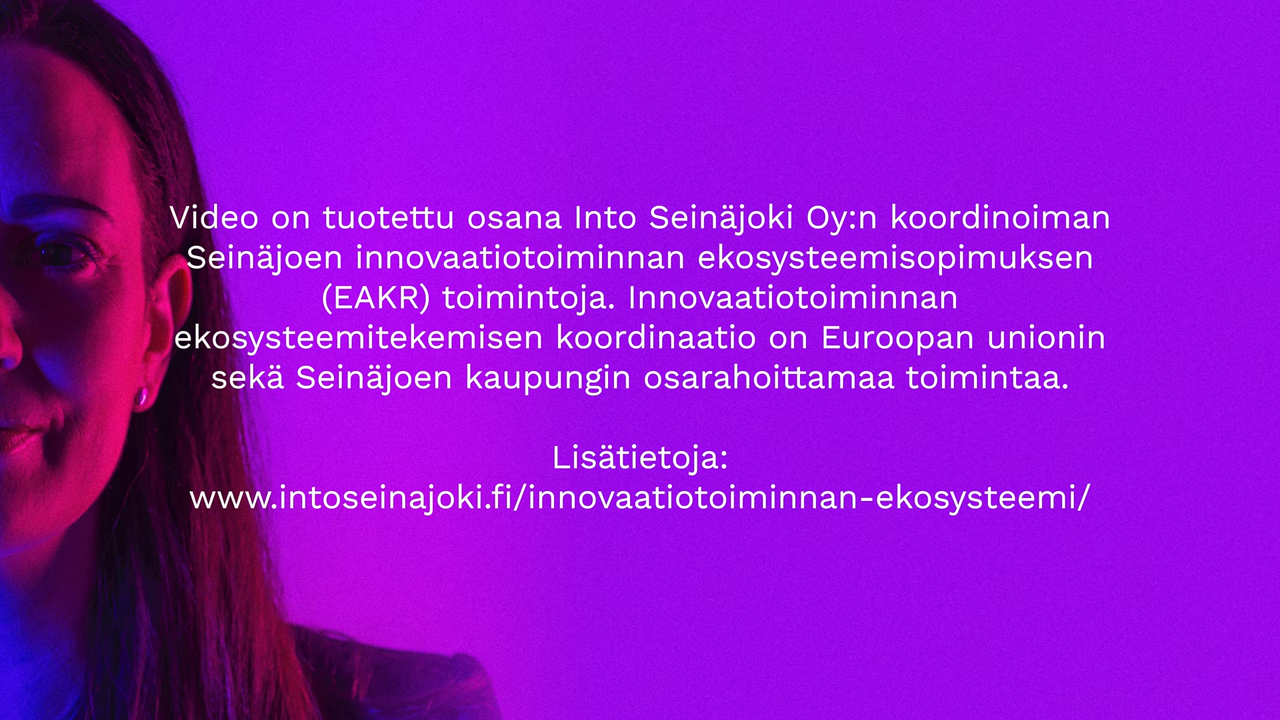 Video on tuotettu osana Into Seinäjoki Oy:n koordinoiman
Seinäjoen innovaatiotoiminnan ekosysteemisopimuksen
(EAKR) toimintoja. Innovaatiotoiminnan
ekosysteemitekemisen koordinaatio on Euroopan unionin
sekä Seinäjoen kaupungin osarahoittamaa toimintaa.
Lisätietoja:
www.intoseinajoki.fi/innovaatiotoiminnan-ekosysteemi/